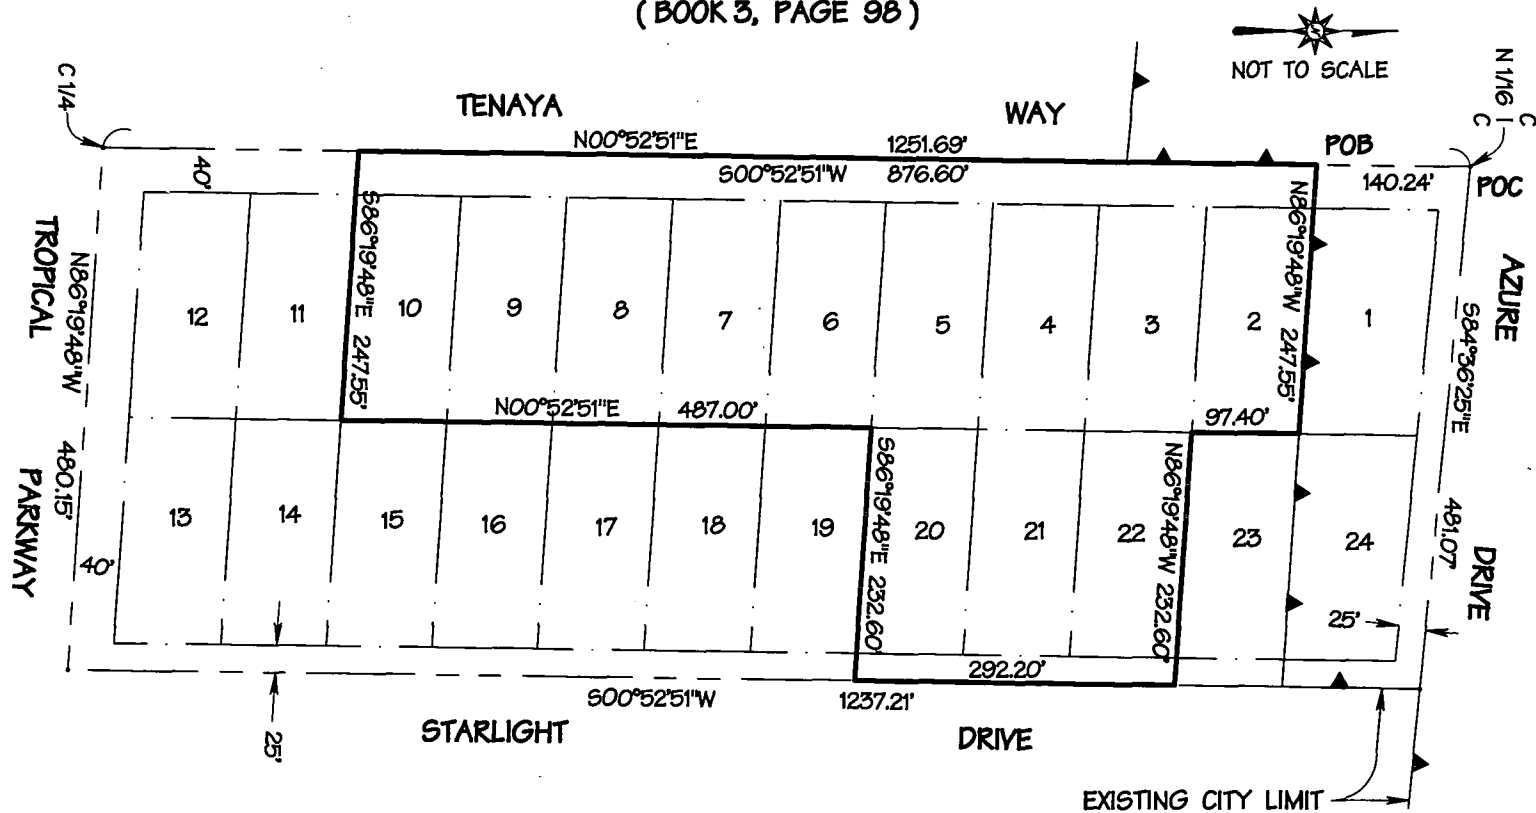 ( BOOK 3, PAGE 98 )
NOT TO SCALE
C 1/4
N 1/16 C
C
TENAYA WAY
N00°52'51"E 1251.69'
POB
S00°52'51"W 876.60'
140.24'
POC
40'
S86°19'48"E 247.55'
N86°19'48"W 247.55'
TROPICAL
PARKWAY
N86°19'48"W 480.15'
AZURE
DRIVE
S84°36'25"E 481.07'
12 11 10 9 8 7 6 5 4 3 2 1
N00°52'51"E 487.00'
97.40'
S86°19'48"E 232.60'
N86°19'48"W 232.60'
13 14 15 16 17 18 19 20 21 22 23 24
40'
25'
292.20'
S00°52'51"W 1237.21'
25'
STARLIGHT DRIVE
EXISTING CITY LIMIT